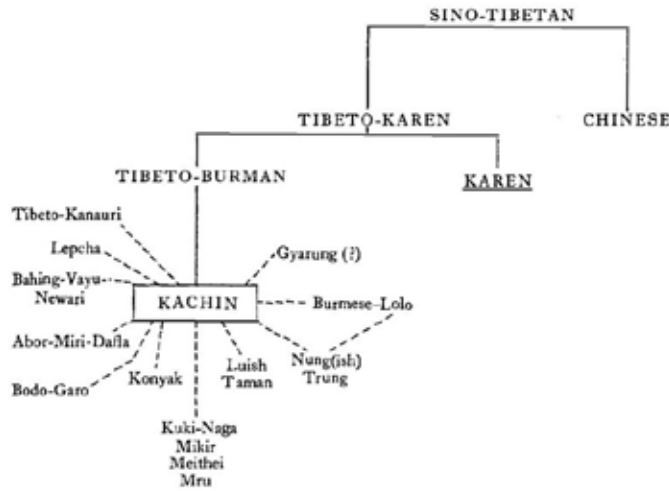 SINO-TIBETAN
TIBETO-KAREN
CHINESE
TIBETO-BURMAN
KAREN
Tibeto-Kanauri
Lepcha
Gyarung (?)
Bahing-Vayu
Newari
KACHIN
Burmese-Lolo
Abor-Miri-Dafla
Bodo-Garo
Konyak
Luish
Taman
Nung(ish)
Trung
Kuki-Naga
Mikir
Meithei
Mru